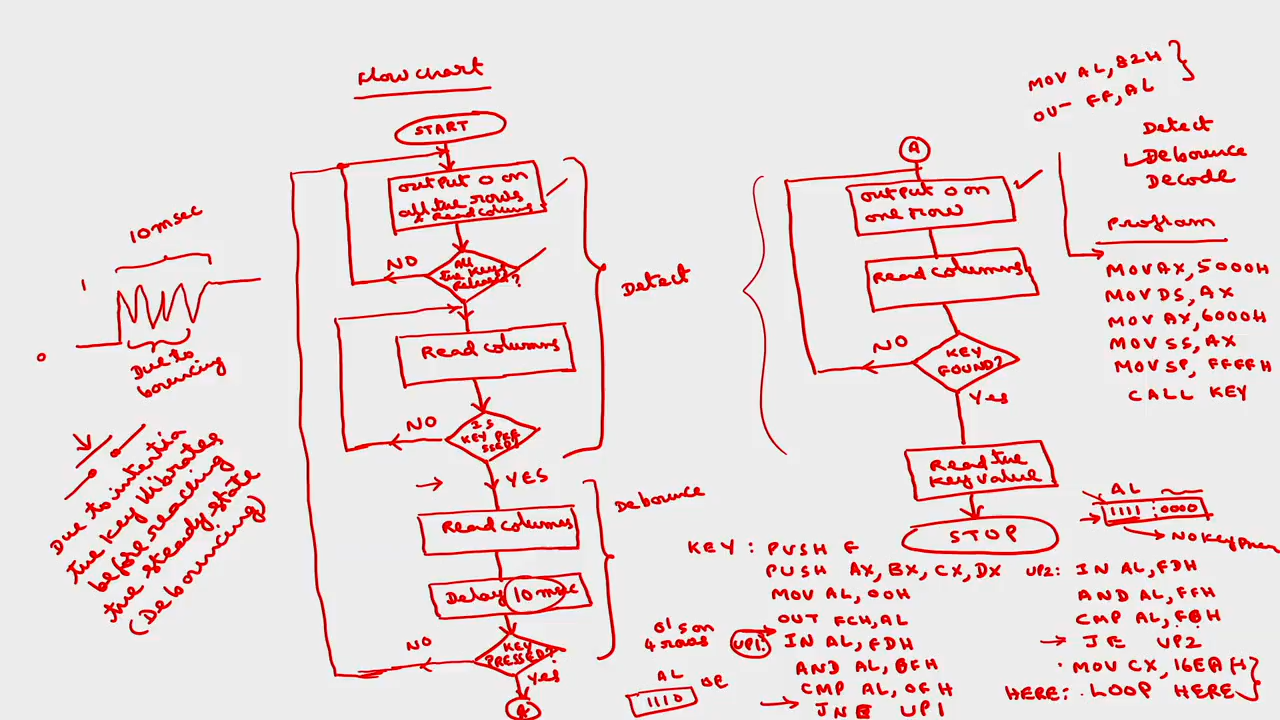 Flow chart
START
output 0 on
all the rows
& Read Columns
All
the Keys
Released?
NO
Read columns
IS
KEY PRE
SSED?
NO
YES
Read columns
Delay 10 msec
KEY
PRESSED?
NO
yes
A
Detect
Debounce
10 msec
1
0
Due to
bouncing
Due to intertia
the key vibrates
before reaching
the steady state
(Debouncing)
A
output 0 on
one row
Read columns
KEY
FOUND?
NO
Yes
Read the
key value
STOP
MOV AL, 82H
OUT FF, AL
Detect
Debounce
Decode
Program
MOV AX, 5000H
MOV DS, AX
MOV AX, 6000H
MOV SS, AX
MOV SP, FFFFH
CALL KEY
AL
1111 : 0000
No Key
KEY : PUSH F
PUSH AX, BX, CX, DX
MOV AL, 00H
OUT FCH, AL
UP1: IN AL, FDH
AND AL, 0FH
CMP AL, 0FH
JNE UP1
0's on
4 rows
AL
1110
0E
UP2: IN AL, FDH
AND AL, FFH
CMP AL, F0H
JE UP2
MOV CX, 16EAH
HERE: LOOP HERE